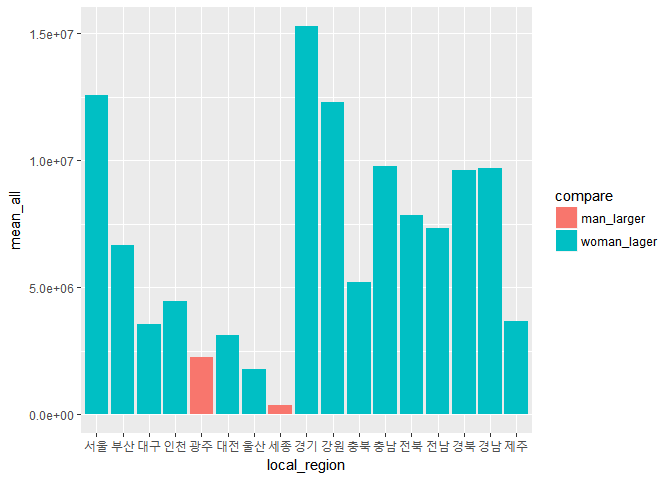 1.5e+07
1.0e+07
5.0e+06
0.0e+00
mean_all
서울 부산 대구 인천 광주 대전 울산 세종 경기 강원 충북 충남 전북 전남 경북 경남 제주
local_region
compare
man_larger
woman_lager